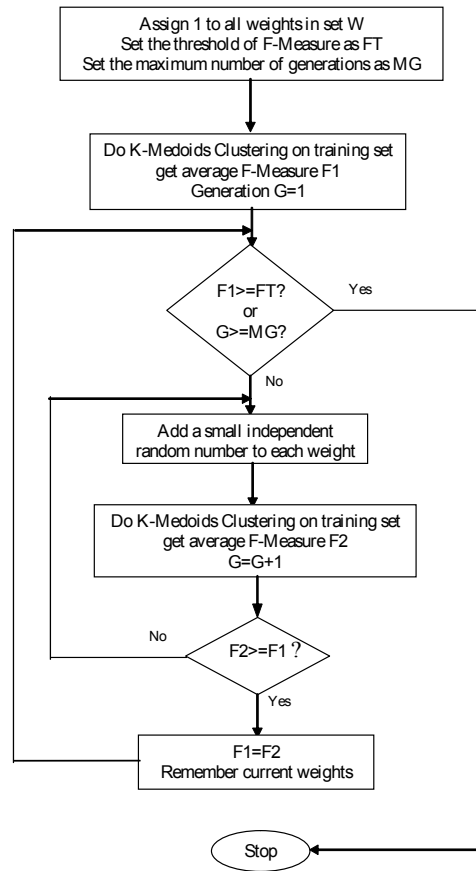 Assign 1 to all weights in set W
Set the threshold of F-Measure as FT
Set the maximum number of generations as MG
Do K-Medoids Clustering on training set
get average F-Measure F1
Generation G=1
F1>=FT?
or
G>=MG?
Yes
No
Add a small independent
random number to each weight
Do K-Medoids Clustering on training set
get average F-Measure F2
G=G+1
No
F2>=F1?
Yes
F1=F2
Remember current weights
Stop